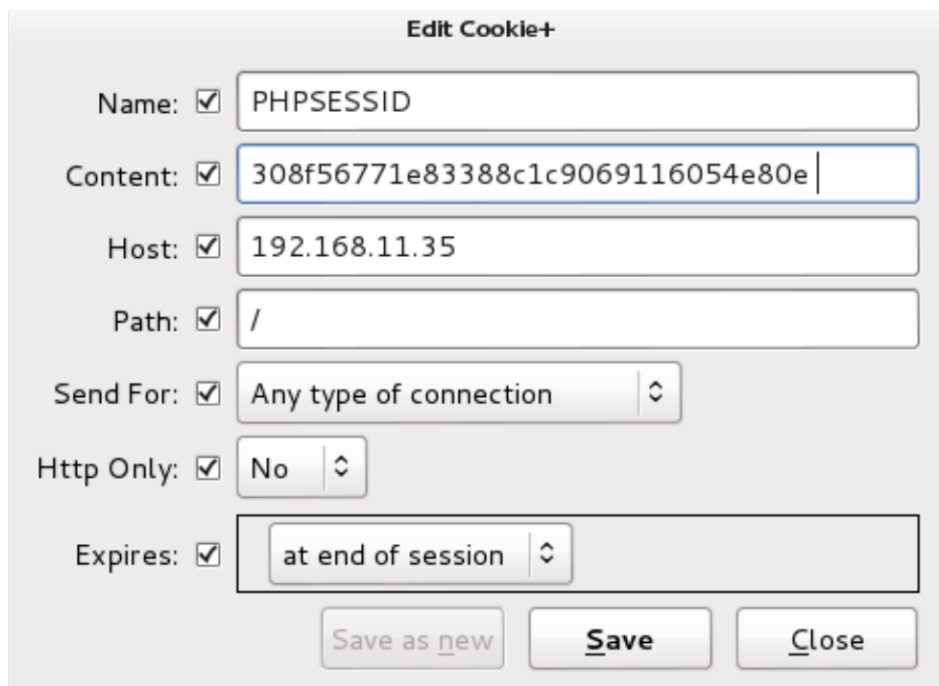 Edit Cookie+
Name: PHPSESSID
Content: 308f56771e83388c1c9069116054e80e
Host: 192.168.11.35
Path: /
Send For: Any type of connection
Http Only: No
Expires: at end of session
Save as new Save Close